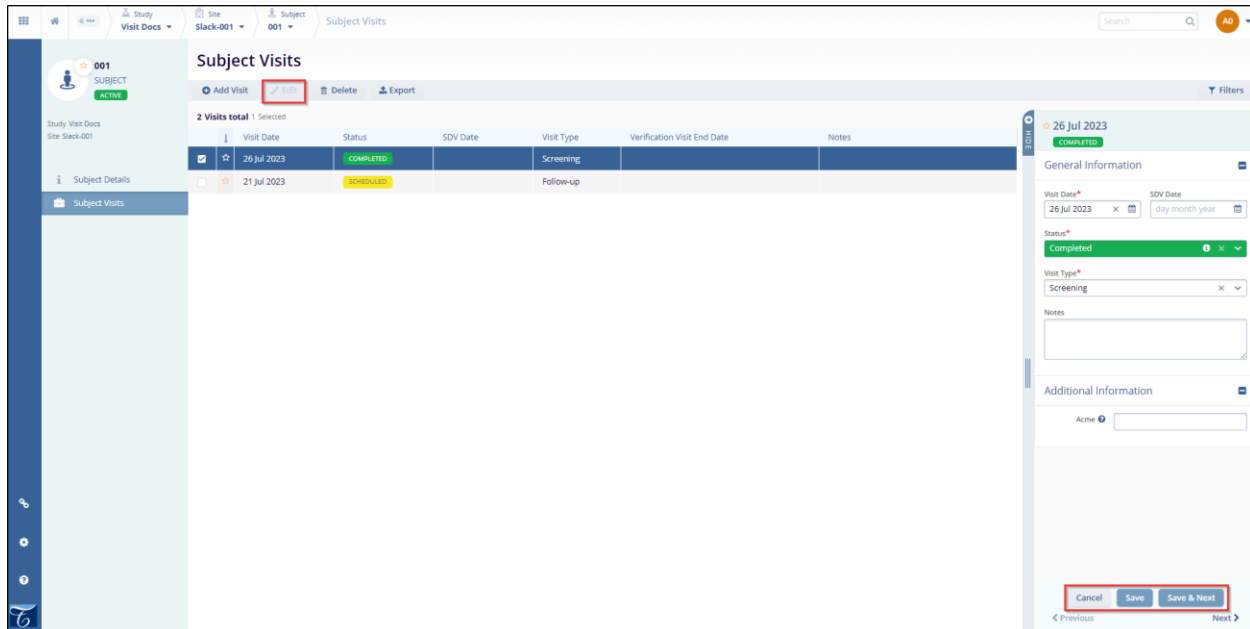 Study
Visit Docs
Site
Slack-001
Subject
001
Subject Visits
Search
AO
001
SUBJECT
ACTIVE
Study Visit Docs
Site Slack-001
Subject Details
Subject Visits
Subject Visits
Add Visit Edit Delete Export
Filters
2 Visits total 1 Selected
Visit Date Status SDV Date Visit Type Verification Visit End Date Notes
26 Jul 2023 COMPLETED Screening
21 Jul 2023 SCHEDULED Follow-up
HIDE
26 Jul 2023
COMPLETED
General Information
Visit Date* SDV Date
26 Jul 2023 day month year
Status*
Completed
Visit Type*
Screening
Notes
Additional Information
Acme
Cancel Save Save & Next
Previous Next